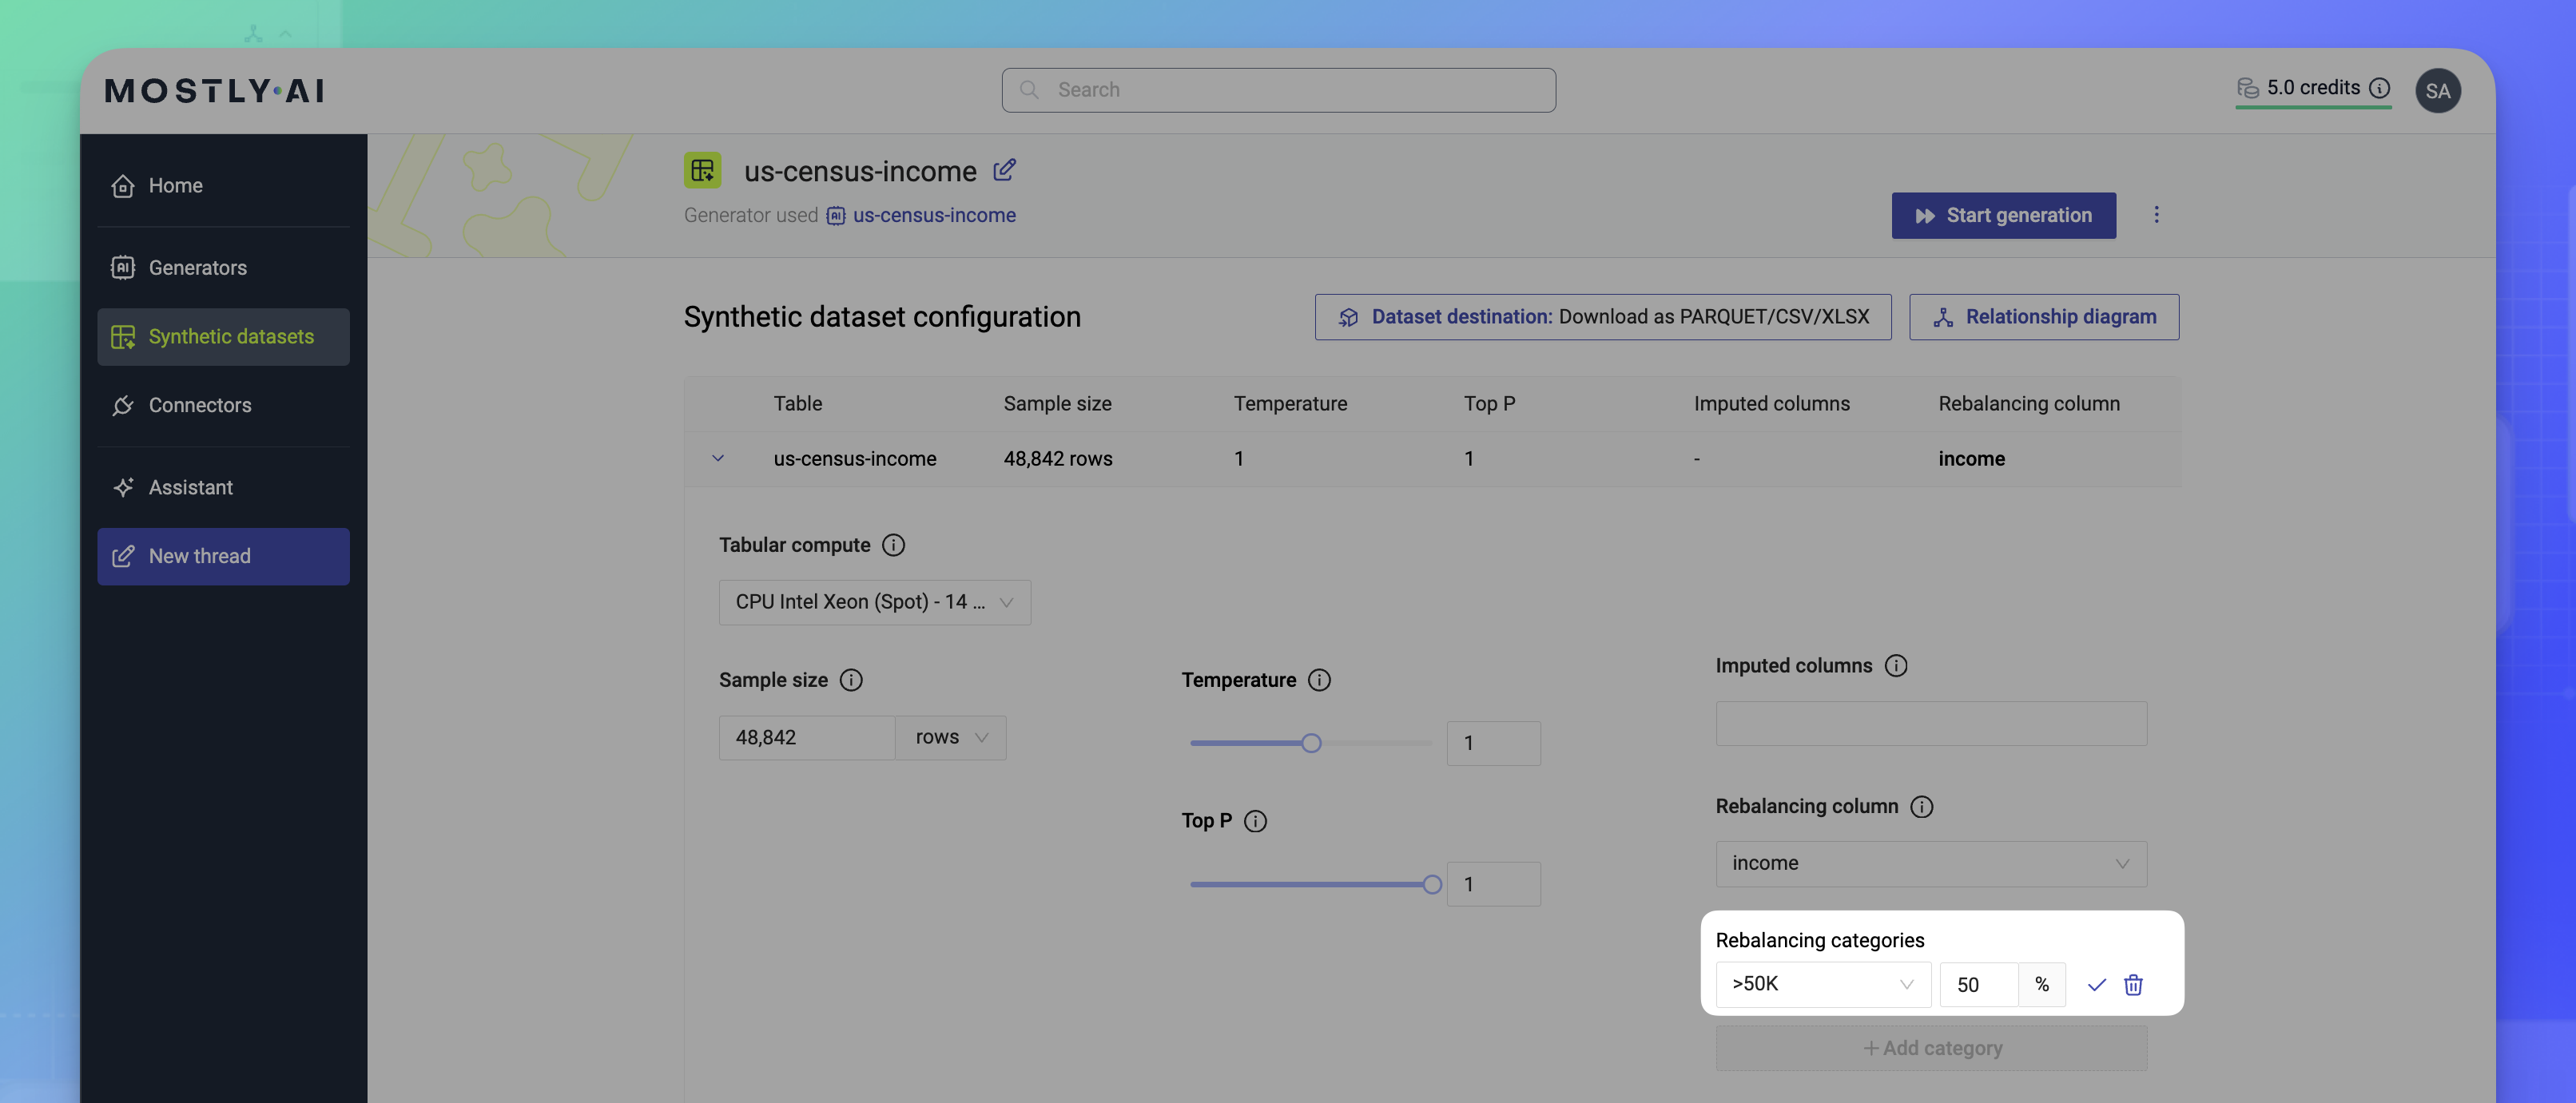 MOSTLY AI
Search
5.0 credits
SA
Home
Generators
Synthetic datasets
Connectors
Assistant
New thread
us-census-income
Generator used us-census-income
Start generation
Synthetic dataset configuration
Dataset destination: Download as PARQUET/CSV/XLSX
Relationship diagram
Table Sample size Temperature Top P Imputed columns Rebalancing column
us-census-income 48,842 rows 1 1 - income
Tabular compute
CPU Intel Xeon (Spot) - 14 ...
Sample size
48,842 rows
Temperature
1
Top P
1
Imputed columns
Rebalancing column
income
Rebalancing categories
>50K 50 %
+ Add category